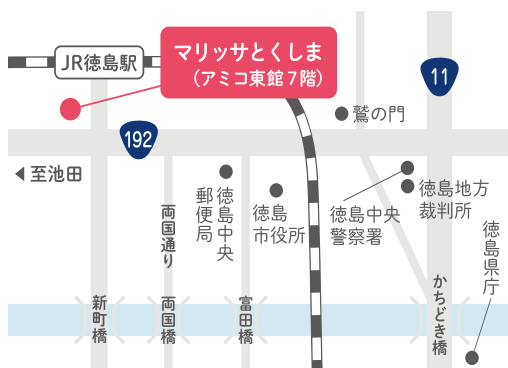 マリッサとくしま
（アミコ東館７階）
JR徳島駅
11
鷲の門
192
至池田
徳島地方
裁判所
徳島中央
警察署
徳島中央
郵便局
徳島
市役所
両国通り
徳島県庁
新町橋
両国橋
富田橋
かちどき橋